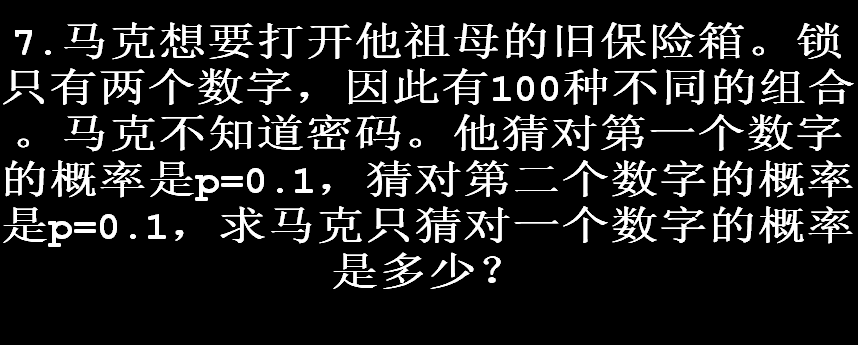 7.马克想要打开他祖母的旧保险箱。锁
只有两个数字，因此有100种不同的组合
。马克不知道密码。他猜对第一个数字
的概率是p=0.1，猜对第二个数字的概率
是p=0.1，求马克只猜对一个数字的概率
是多少？